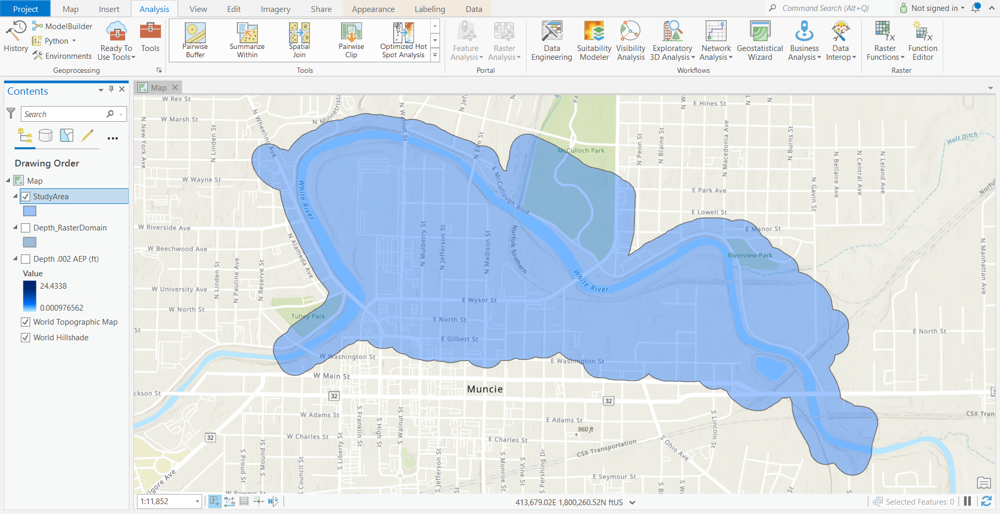 Project Map Insert Analysis View Edit Imagery Share Appearance Labeling Data
Command Search (Alt+Q)
Not signed in
History
ModelBuilder
Python
Environments
Ready To
Use Tools
Tools
Geoprocessing
Pairwise
Buffer
Summarize
Within
Spatial
Join
Pairwise
Clip
Optimized Hot
Spot Analysis
Tools
Feature
Analysis
Raster
Analysis
Portal
Data
Engineering
Suitability
Modeler
Visibility
Analysis
Exploratory
3D Analysis
Network
Analysis
Geostatistical
Wizard
Business
Analysis
Data
Interop
Workflows
Raster
Functions
Function
Editor
Raster
Contents
Search
Drawing Order
Map
StudyArea
Depth_RasterDomain
Depth .002 AEP (ft)
Value
24.4338
0.000976562
World Topographic Map
World Hillshade
Map
W Rex St
W Marsh St
N New York Ave
N Linden St
N Wheeling Ave
N Minnetrista
N Walnut St
N Jeff
N Elm St
N
Pa
McCulloch Park
N W
E Hines St
N T
N
N Penn St
N Blaine St
N Macedonia Ave
N Burns St
Holt Ditch
N Bellaire Ave
N Central Ave
N Leland Ave
Norfol
W Wayne St
White River
E McCullough Blvd
E Park Ave
N Gavin St
E Lowell St
W Riverside Ave
E Manor St
W Beechwood Ave
N Alameda Ave
N Mulberry St
N Jefferson St
N Madison St
Norfolk Southern
Riverview Park
N Manhattan Ave
N Linden St
N Pauline Ave
N Reserve St
W University Ave
White River
E Wysor St
W North St
Tuhey Park
E North St
St
E North St
E Gilbert St
W Washington St
E Washington St
W Main St
Muncie
ckson St
32
32
W Adams St
S Franklin St
S High St
S Walnut St
E Adams St
960 ft
CSX Tran
S Lincoln St
32
W Charles St
S Liberty St
E Charles St
CSX Transportation
S Ohio Ave
S Proud St
S Mound St
S Council St
S Jefferson St
S Monroe St
S Vine St
S Pershing Dr
E Seymour St
ilgore Ave
W Powers St
St
S Bl
S W
St
S
1:11,852
413,679.02E 1,800,260.52N ftUS
Selected Features: 0